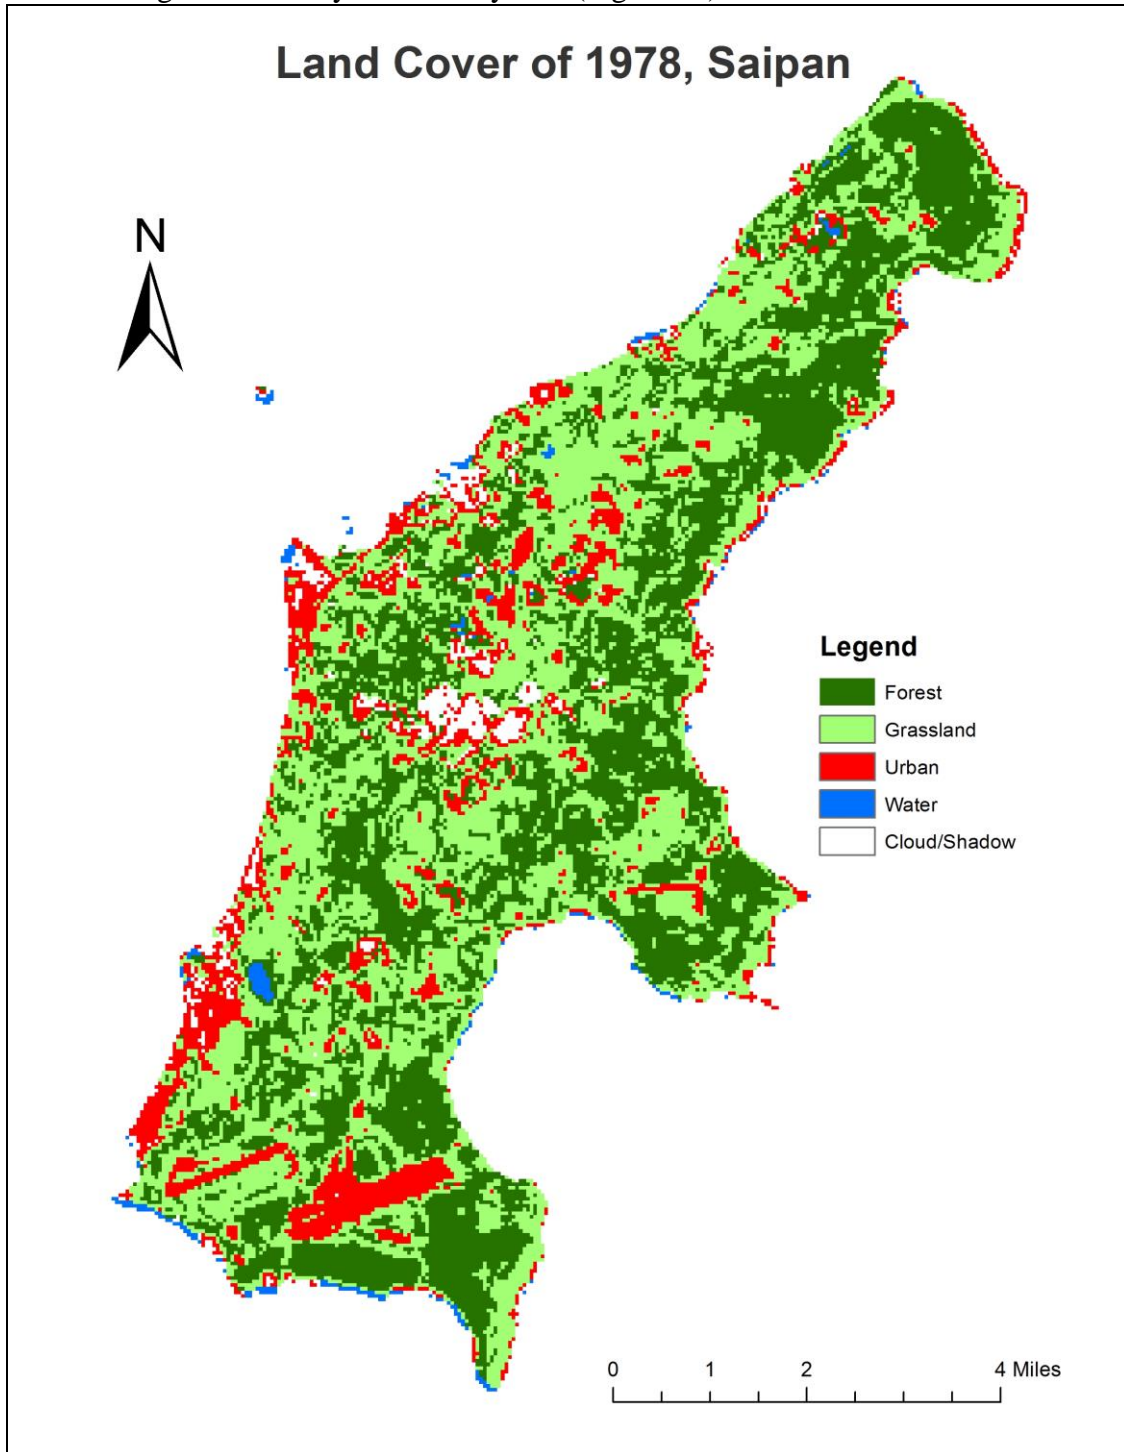 Land Cover of 1978, Saipan
N
Legend
Forest
Grassland
Urban
Water
Cloud/Shadow
0 1 2 4 Miles